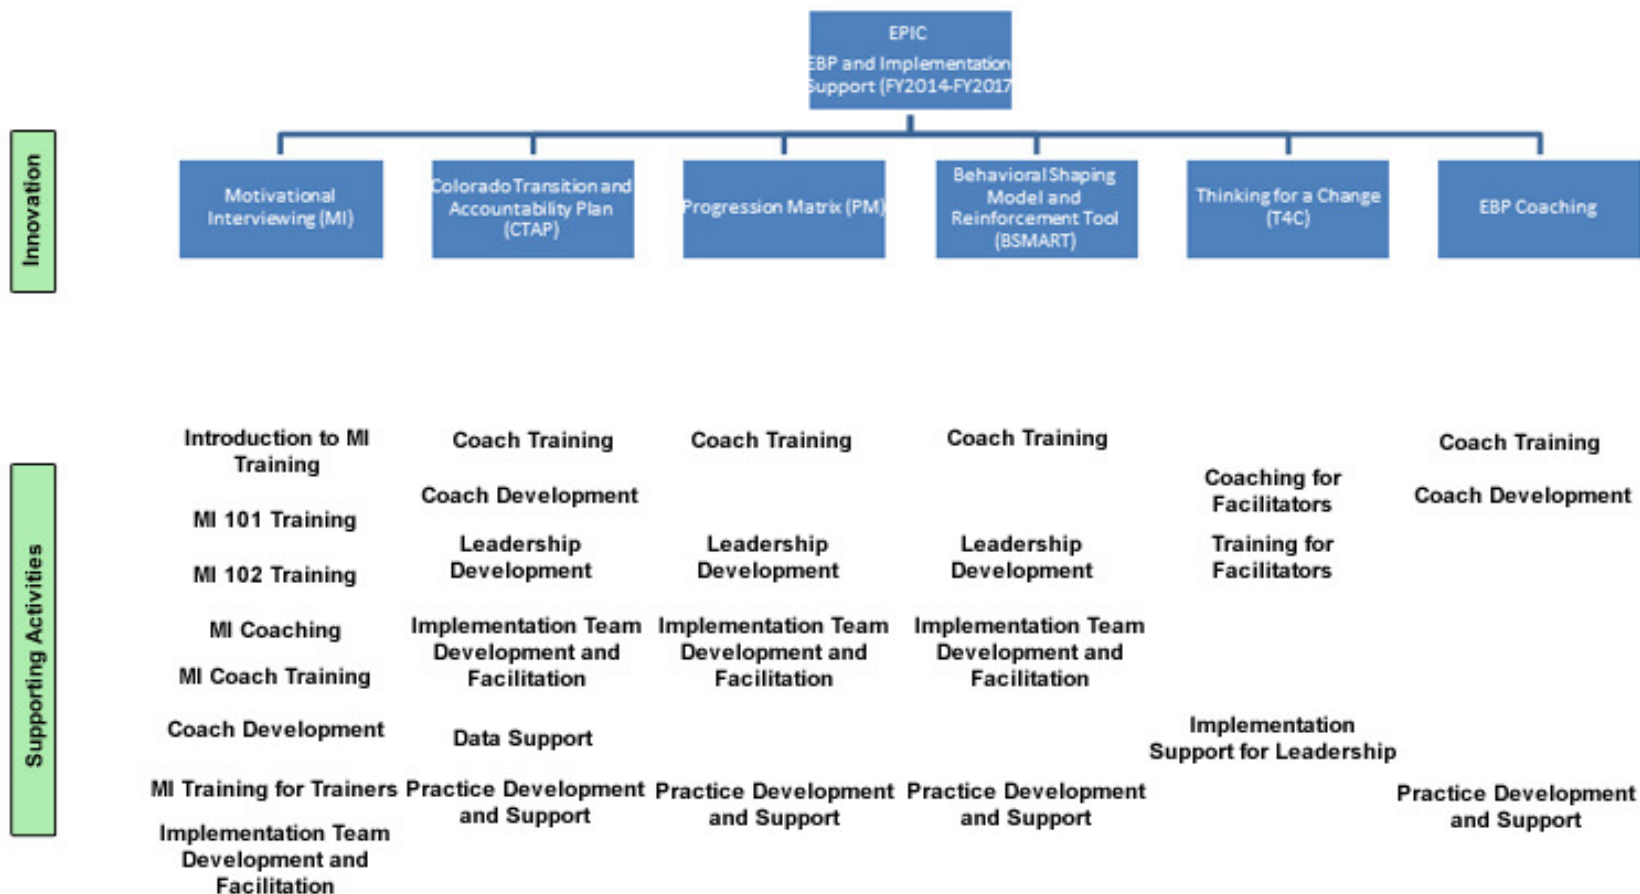 EPIC
EBP and Implementation
Support (FY2014-FY2017
Innovation
Motivational
Interviewing (MI)
Colorado Transition and
Accountability Plan
(CTAP)
Progression Matrix (PM)
Behavioral Shaping
Model and
Reinforcement Tool
(BSMART)
Thinking for a Change
(T4C)
EBP Coaching
Supporting Activities
Introduction to MI
Training
MI 101 Training
MI 102 Training
MI Coaching
MI Coach Training
Coach Development
MI Training for Trainers
Implementation Team
Development and
Facilitation
Coach Training
Coach Development
Leadership
Development
Implementation Team
Development and
Facilitation
Data Support
Practice Development
and Support
Coach Training
Leadership
Development
Implementation Team
Development and
Facilitation
Practice Development
and Support
Coach Training
Leadership
Development
Implementation Team
Development and
Facilitation
Practice Development
and Support
Coaching for
Facilitators
Training for
Facilitators
Implementation
Support for Leadership
Coach Training
Coach Development
Practice Development
and Support